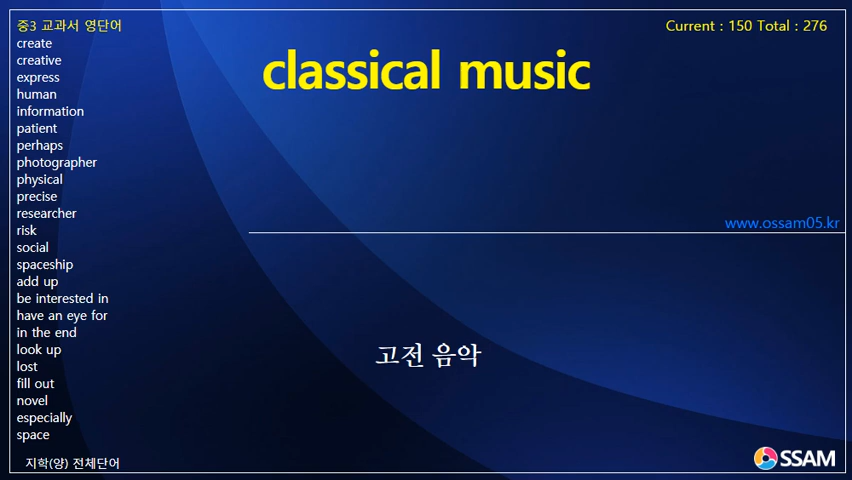 중3 교과서 영단어
create
creative
express
human
information
patient
perhaps
photographer
physical
precise
researcher
risk
social
spaceship
add up
be interested in
have an eye for
in the end
look up
lost
fill out
novel
especially
space
지학(양) 전체단어
Current : 150 Total : 276
classical music
www.ossam05.kr
고전 음악
OSSAM